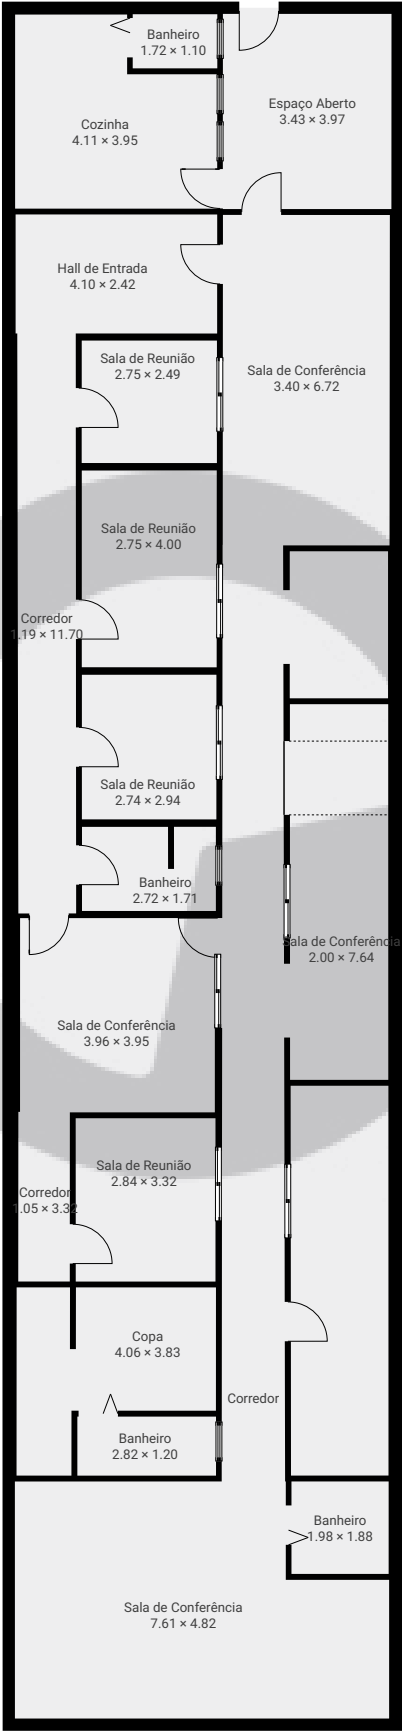 Banheiro
1.72 × 1.10
Espaço Aberto
3.43 × 3.97
Cozinha
4.11 × 3.95
Hall de Entrada
4.10 × 2.42
Sala de Reunião
2.75 × 2.49
Sala de Conferência
3.40 × 6.72
Sala de Reunião
2.75 × 4.00
Corredor
1.19 × 11.70
Sala de Reunião
2.74 × 2.94
Banheiro
2.72 × 1.71
Sala de Conferência
2.00 × 7.64
Sala de Conferência
3.96 × 3.95
Sala de Reunião
2.84 × 3.32
Corredor
1.05 × 3.32
Copa
4.06 × 3.83
Corredor
Banheiro
2.82 × 1.20
Banheiro
1.98 × 1.88
Sala de Conferência
7.61 × 4.82